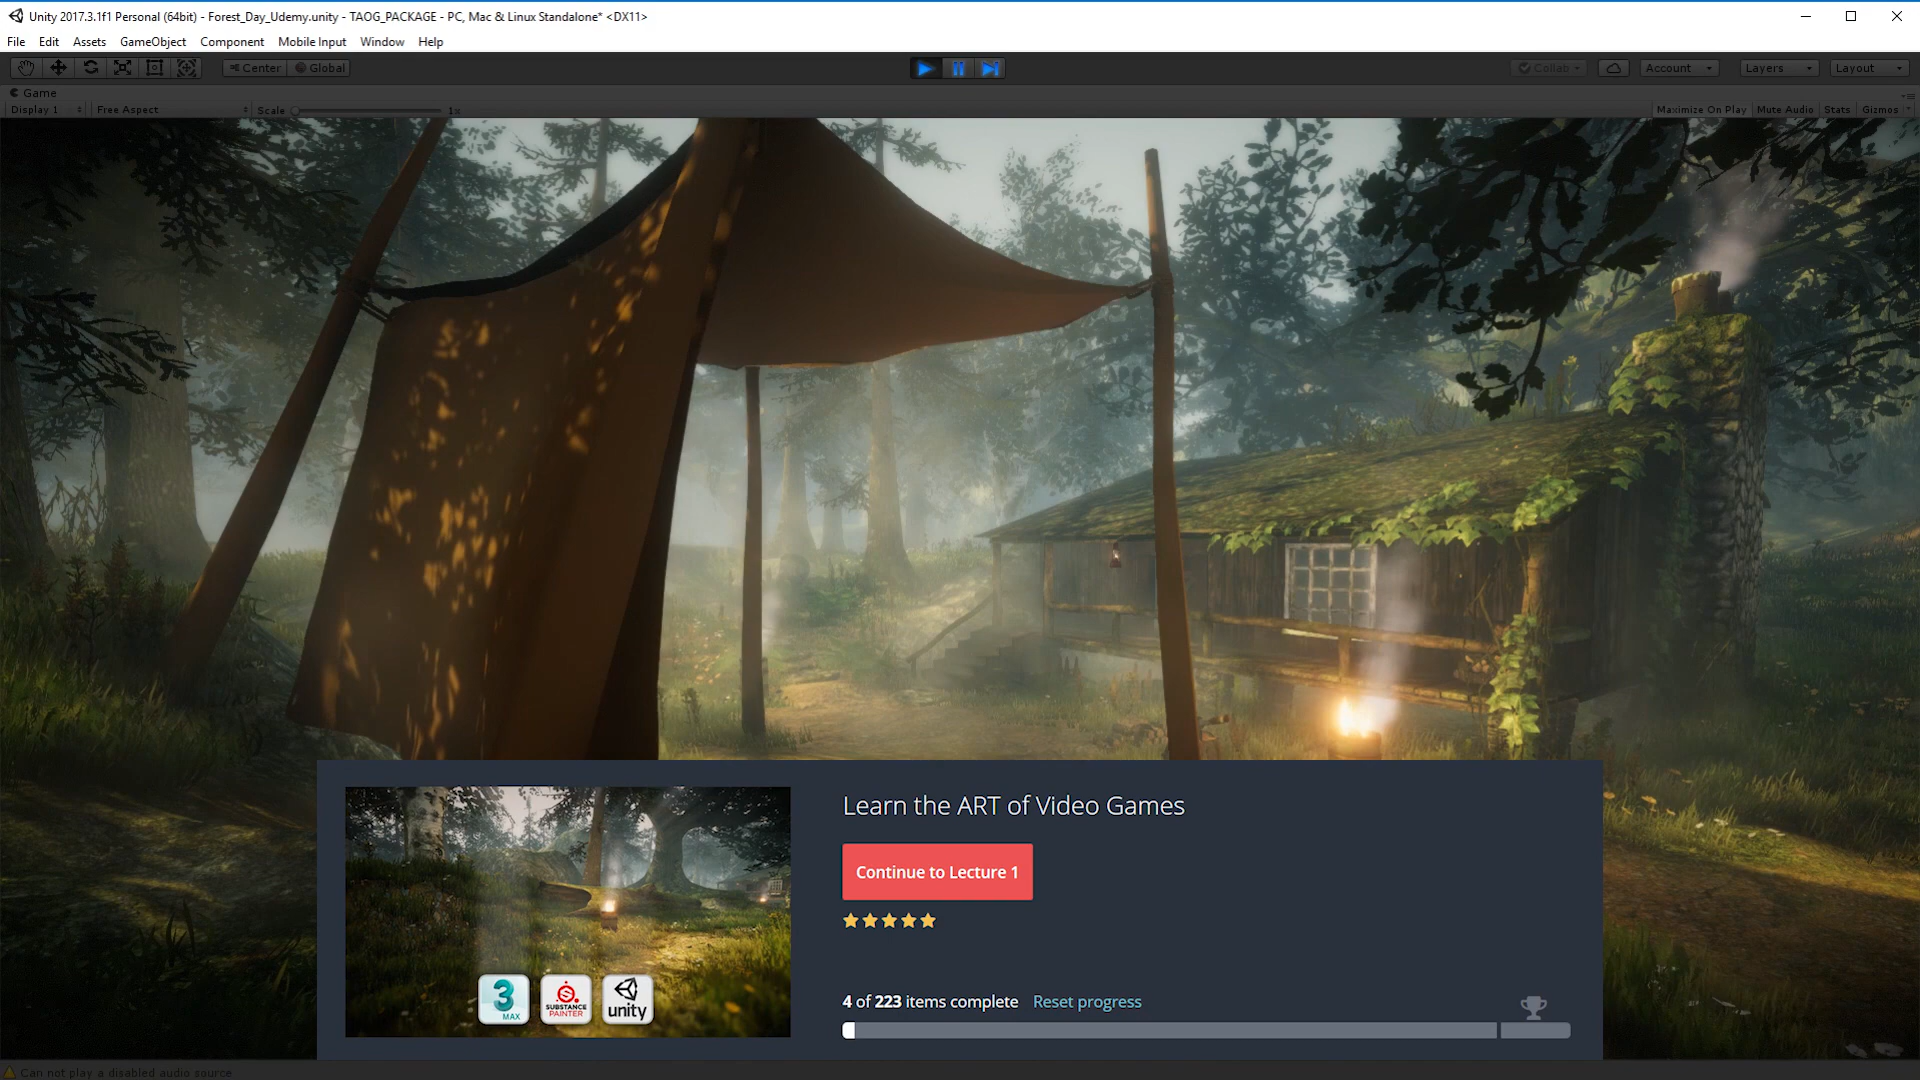 Unity 2017.3.1f1 Personal (64bit) - Forest_Day_Udemy.unity - TAOG_PACKAGE - PC, Mac & Linux Standalone* <DX11>
File Edit Assets GameObject Component Mobile Input Window Help
Center Global Collab Account Layers Layout
Game
Display 1 Free Aspect Scale 1x Maximize On Play Mute Audio Stats Gizmos
Learn the ART of Video Games
Continue to Lecture 1
3 MAX
SUBSTANCE PAINTER
unity
4 of 223 items complete Reset progress
Can not play a disabled audio source